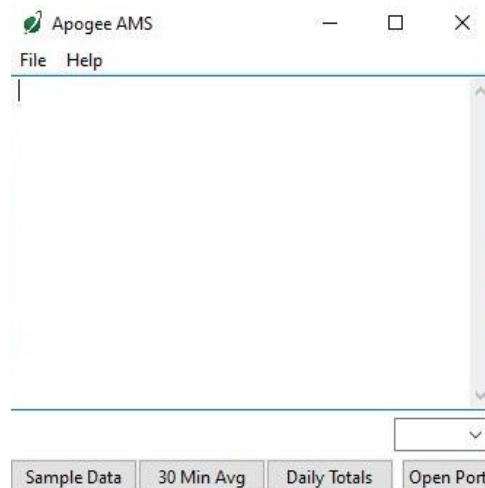 Apogee AMS
File Help
Sample Data 30 Min Avg Daily Totals Open Port